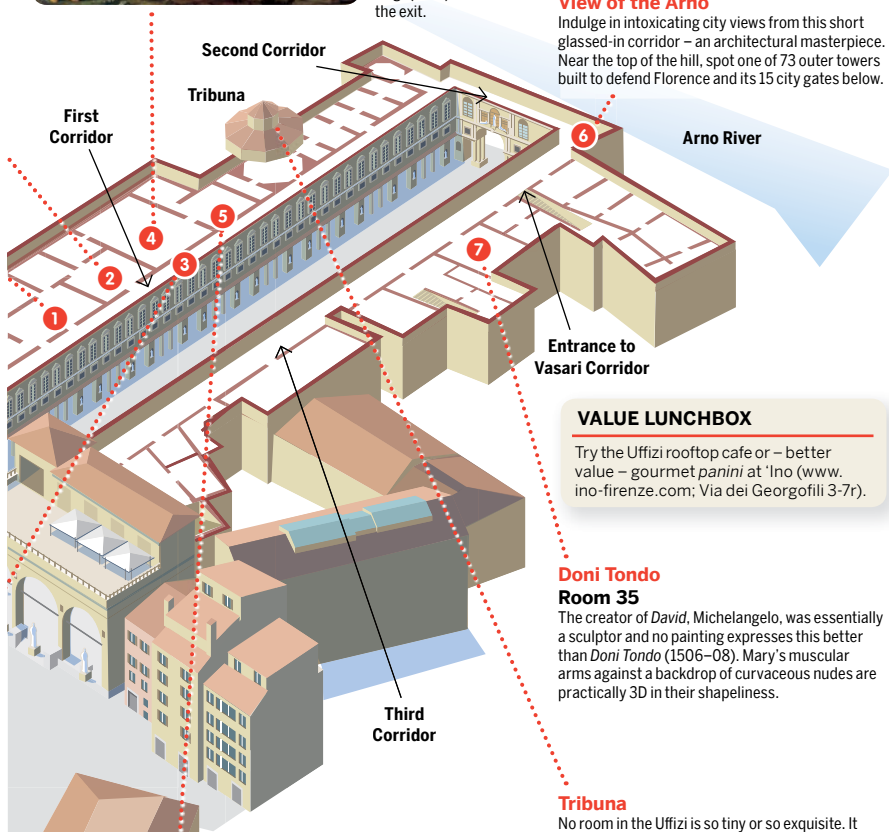 the exit.
View of the Arno
Indulge in intoxicating city views from this short
glassed-in corridor – an architectural masterpiece.
Near the top of the hill, spot one of 73 outer towers
built to defend Florence and its 15 city gates below.
Second Corridor
Tribuna
First
Corridor
Arno River
6
5
4
3
7
2
1
Entrance to
Vasari Corridor
VALUE LUNCHBOX
Try the Uffizi rooftop cafe or – better
value – gourmet panini at ‘Ino (www.
ino-firenze.com; Via dei Georgofili 3-7r).
Doni Tondo
Room 35
The creator of David, Michelangelo, was essentially
a sculptor and no painting expresses this better
than Doni Tondo (1506–08). Mary’s muscular
arms against a backdrop of curvaceous nudes are
practically 3D in their shapeliness.
Third
Corridor
Tribuna
No room in the Uffizi is so tiny or so exquisite. It